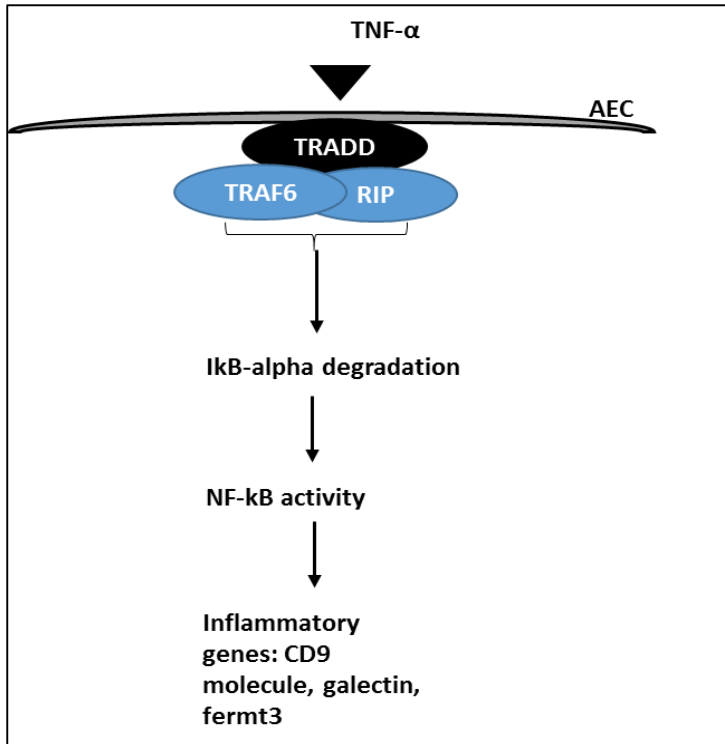 TNF-α
AEC
TRADD
TRAF6
RIP
IkB-alpha degradation
NF-kB activity
Inflammatory
genes: CD9
molecule, galectin,
fermt3